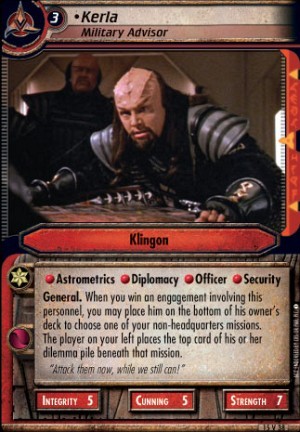 3 •Kerla
Military Advisor
Klingon
Astrometrics Diplomacy Officer Security
General. When you win an engagement involving this
personnel, you may place him on the bottom of his owner's
deck to choose one of your non-headquarters missions.
The player on your left places the top card of his or her
dilemma pile beneath that mission.
"Attack them now, while we still can!"
INTEGRITY 5 CUNNING 5 STRENGTH 7